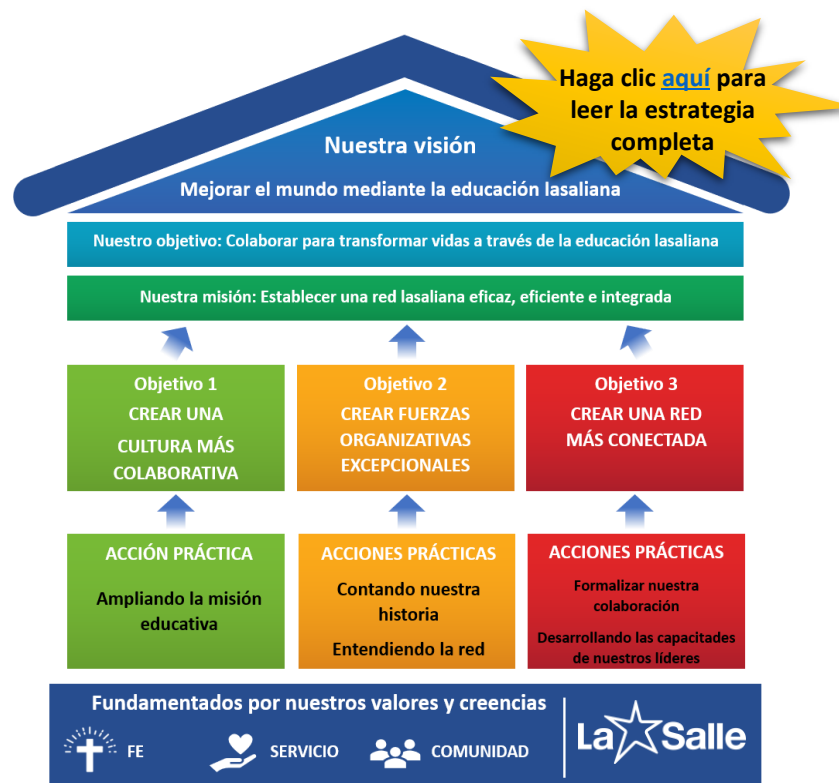 Haga clic aquí para
leer la estrategia
completa
Nuestra visión
Mejorar el mundo mediante la educación lasaliana
Nuestro objetivo: Colaborar para transformar vidas a través de la educación lasaliana
Nuestra misión: Establecer una red lasaliana eficaz, eficiente e integrada
Objetivo 1
CREAR UNA
CULTURA MÁS
COLABORATIVA
Objetivo 2
CREAR FUERZAS
ORGANIZATIVAS
EXCEPCIONALES
Objetivo 3
CREAR UNA RED
MÁS CONECTADA
ACCIÓN PRÁCTICA
Ampliando la misión
educativa
ACCIONES PRÁCTICAS
Contando nuestra
historia
Entendiendo la red
ACCIONES PRÁCTICAS
Formalizar nuestra
colaboración
Desarrollando las capacidades
de nuestros líderes
Fundamentados por nuestros valores y creencias
FE
SERVICIO
COMUNIDAD
La Salle